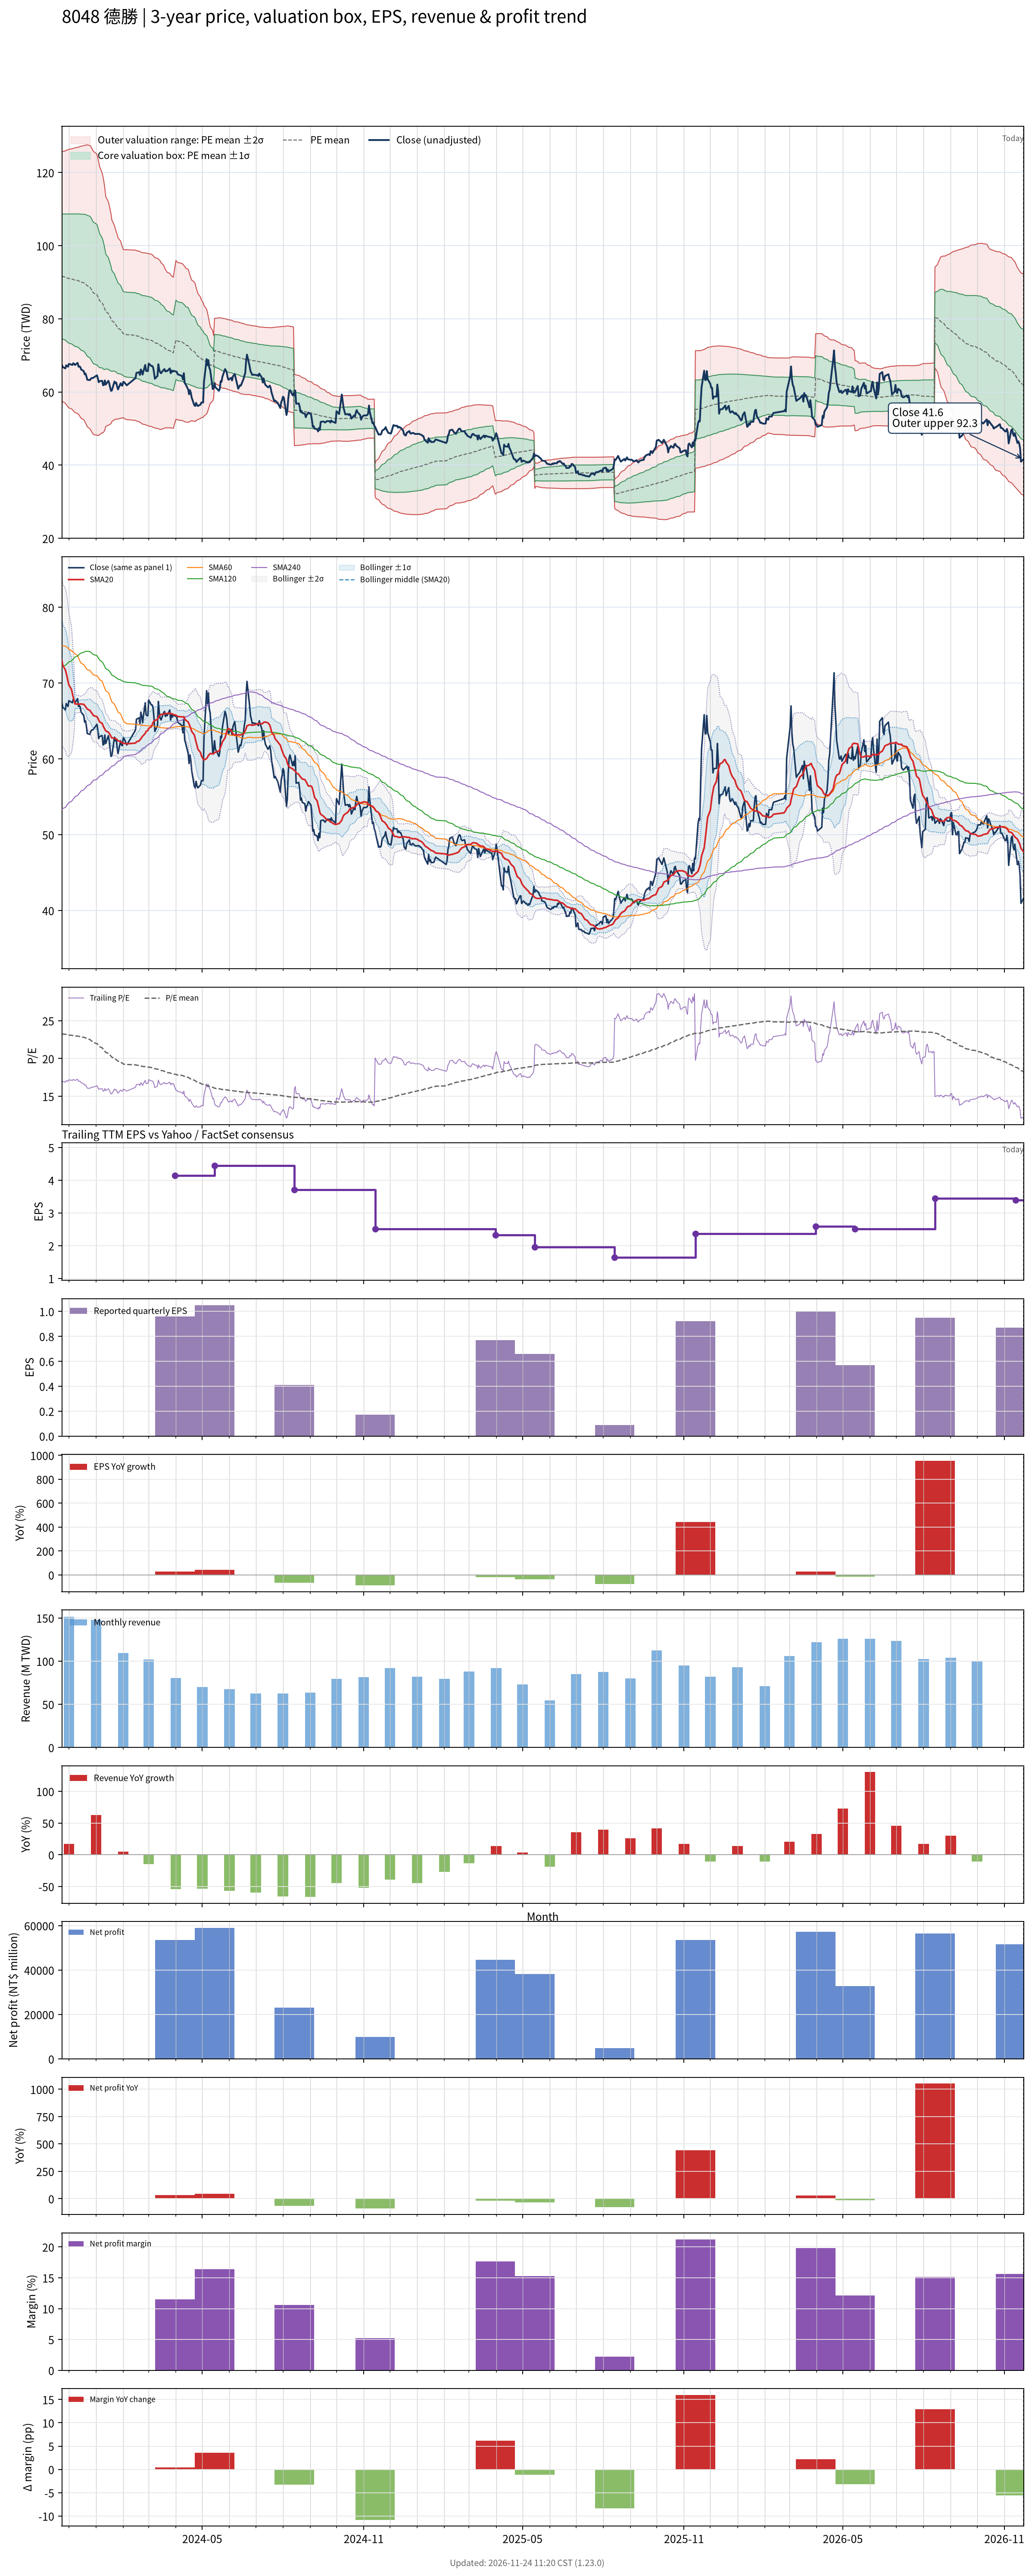 8048 德勝 | 3-year price, valuation box, EPS, revenue & profit trend
Outer valuation range: PE mean ±2σ
PE mean
Close (unadjusted)
Core valuation box: PE mean ±1σ
Today
Price (TWD)
120
100
80
60
40
20
Close 41.6
Outer upper 92.3
Close (same as panel 1)
SMA20
SMA60
SMA120
SMA240
Bollinger ±2σ
Bollinger ±1σ
Bollinger middle (SMA20)
Price
80
70
60
50
40
Trailing P/E
P/E mean
P/E
25
20
15
Trailing TTM EPS vs Yahoo / FactSet consensus
Today
EPS
5
4
3
2
1
Reported quarterly EPS
EPS
1.0
0.8
0.6
0.4
0.2
0.0
EPS YoY growth
YoY (%)
1000
800
600
400
200
0
Monthly revenue
Revenue (M TWD)
150
100
50
0
Revenue YoY growth
YoY (%)
100
50
0
-50
Month
Net profit
Net profit (NT$ million)
60000
40000
20000
0
Net profit YoY
YoY (%)
1000
750
500
250
0
Net profit margin
Margin (%)
20
15
10
5
0
Margin YoY change
Δ margin (pp)
15
10
5
0
-5
-10
2024-05
2024-11
2025-05
2025-11
2026-05
2026-11
Updated: 2026-11-24 11:20 CST (1.23.0)